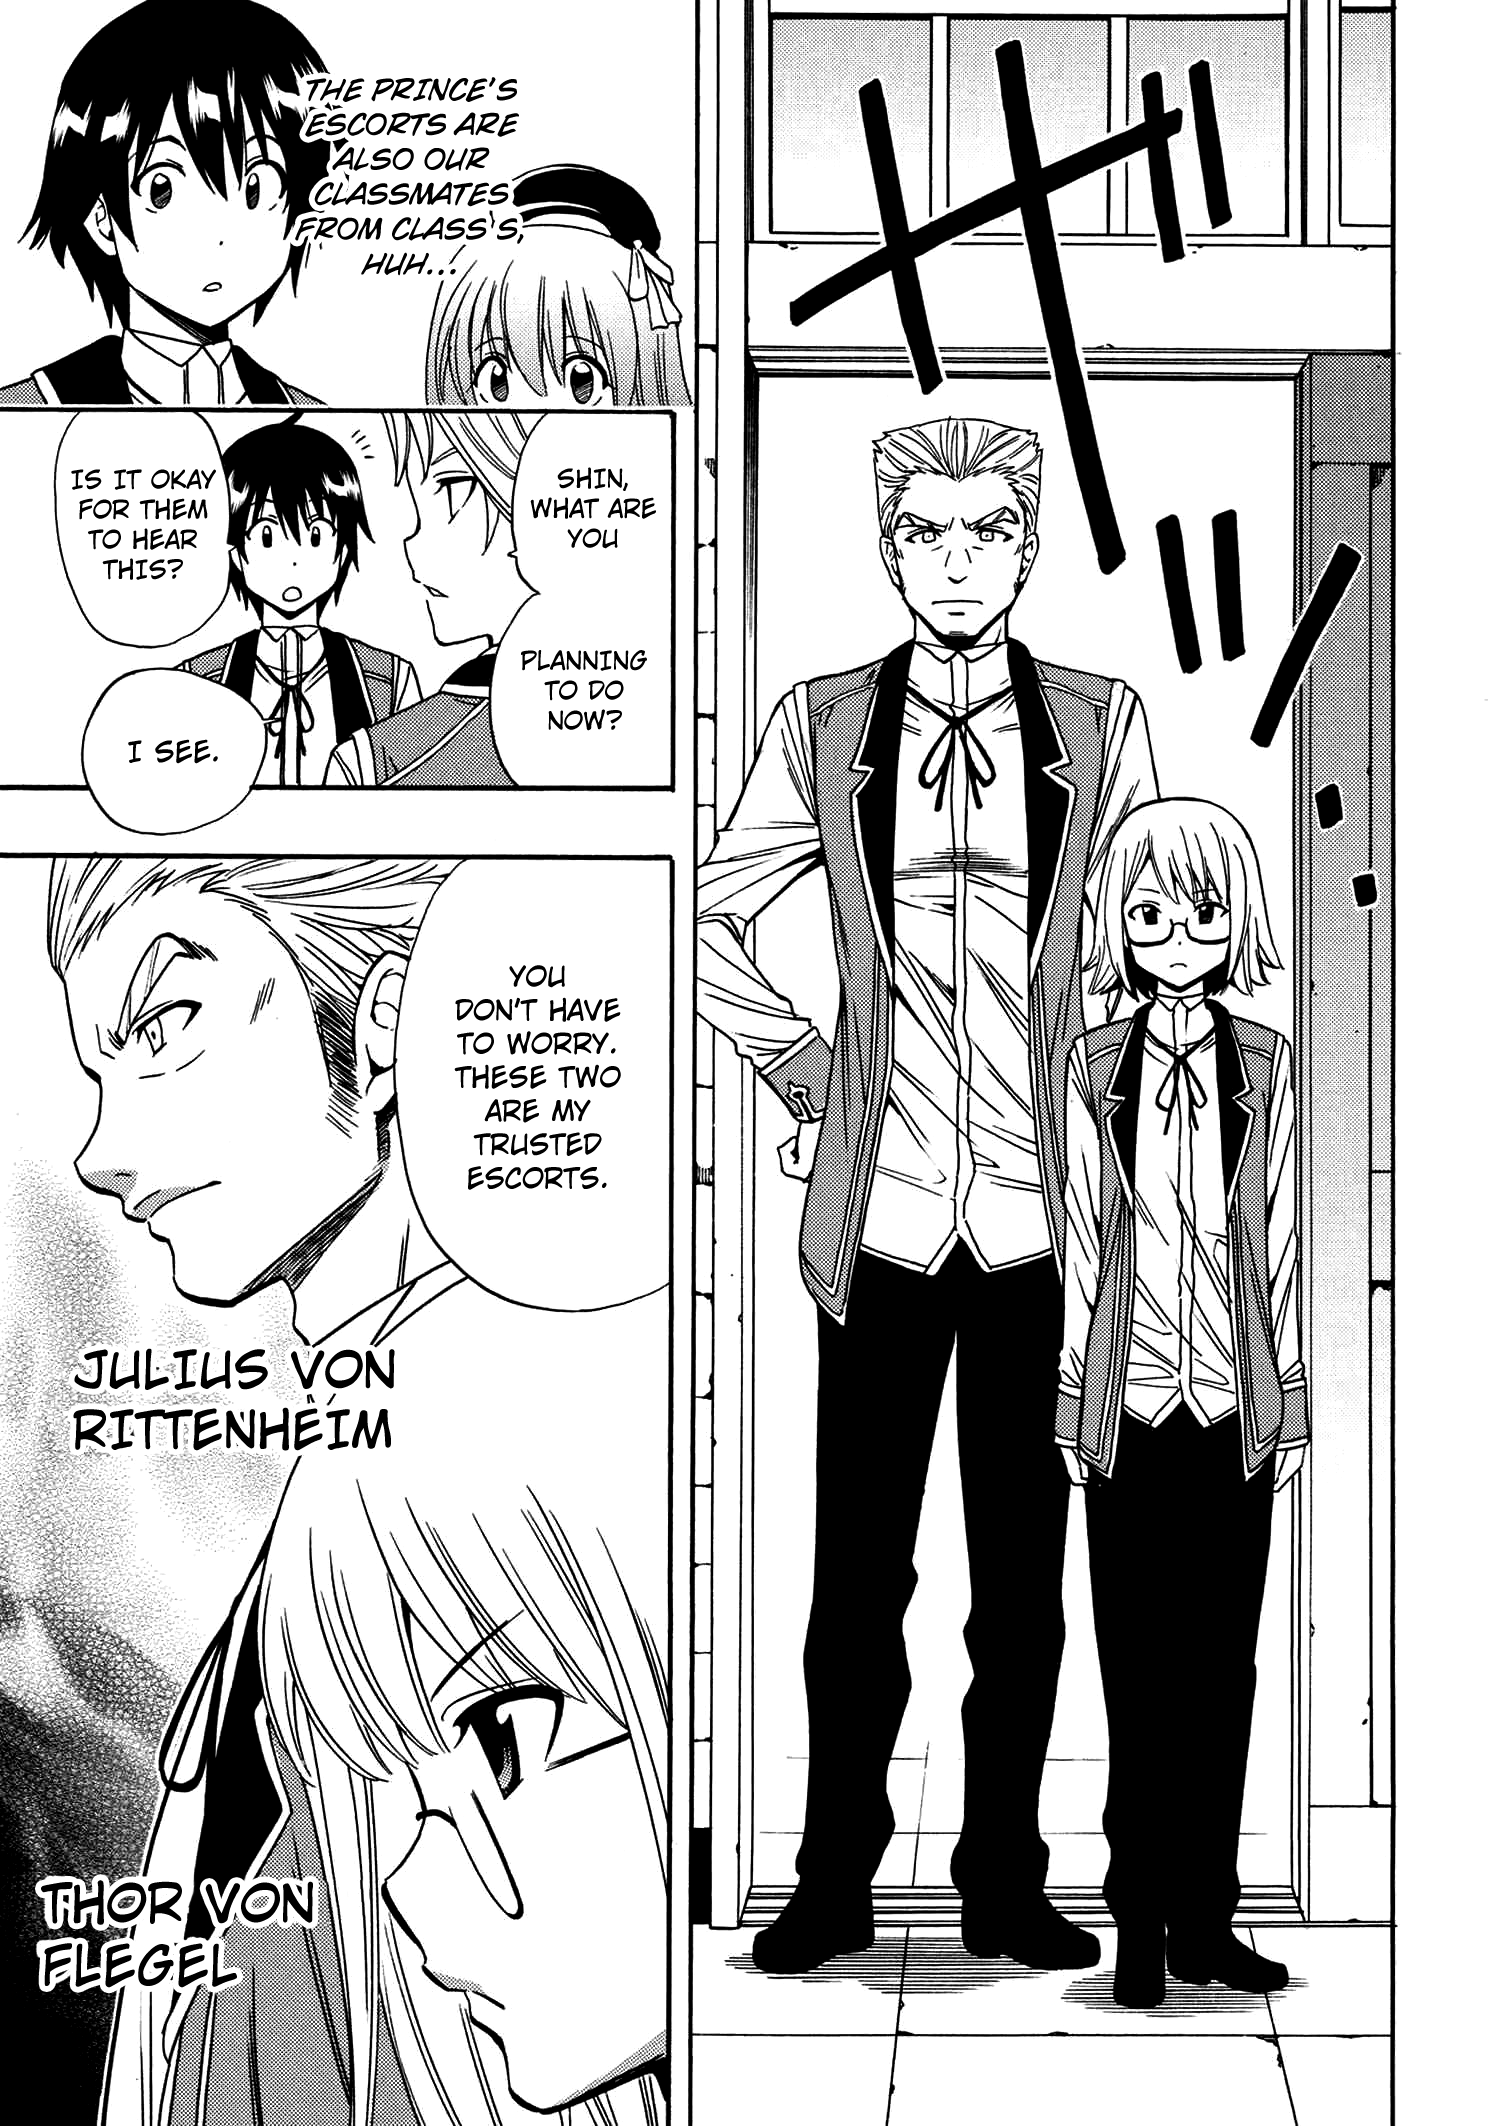 THE PRINCE'S
ESCORTS ARE
ALSO OUR
CLASSMATES
FROM CLASS S,
HUH...
SHIN,
WHAT ARE
YOU
PLANNING
TO DO
NOW?
IS IT OKAY
FOR THEM
TO HEAR
THIS?
I SEE.
YOU
DON'T HAVE
TO WORRY.
THESE TWO
ARE MY
TRUSTED
ESCORTS.
JULIUS VON
RITTENHEIM
THOR VON
FLEGEL